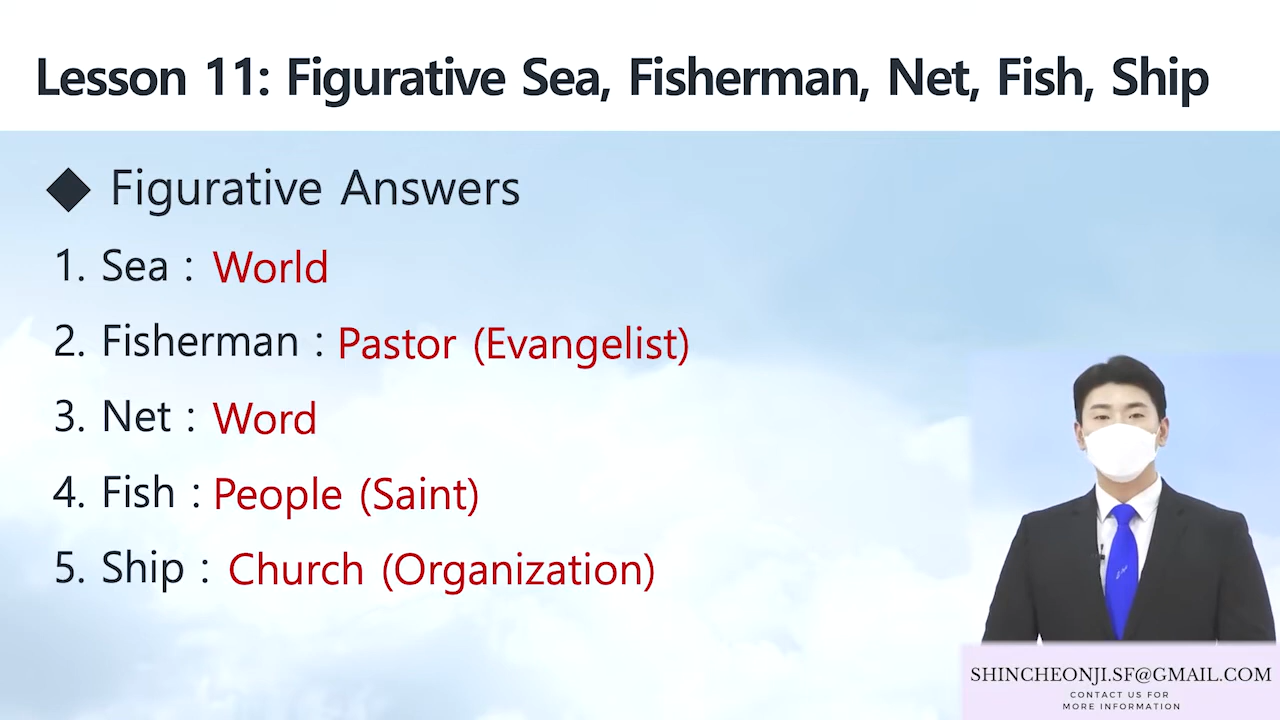 Lesson 11: Figurative Sea, Fisherman, Net, Fish, Ship
◆ Figurative Answers
1. Sea : World
2. Fisherman : Pastor (Evangelist)
3. Net : Word
4. Fish : People (Saint)
5. Ship : Church (Organization)
SHINCHEONJI.SF@GMAIL.COM
CONTACT US FOR
MORE INFORMATION